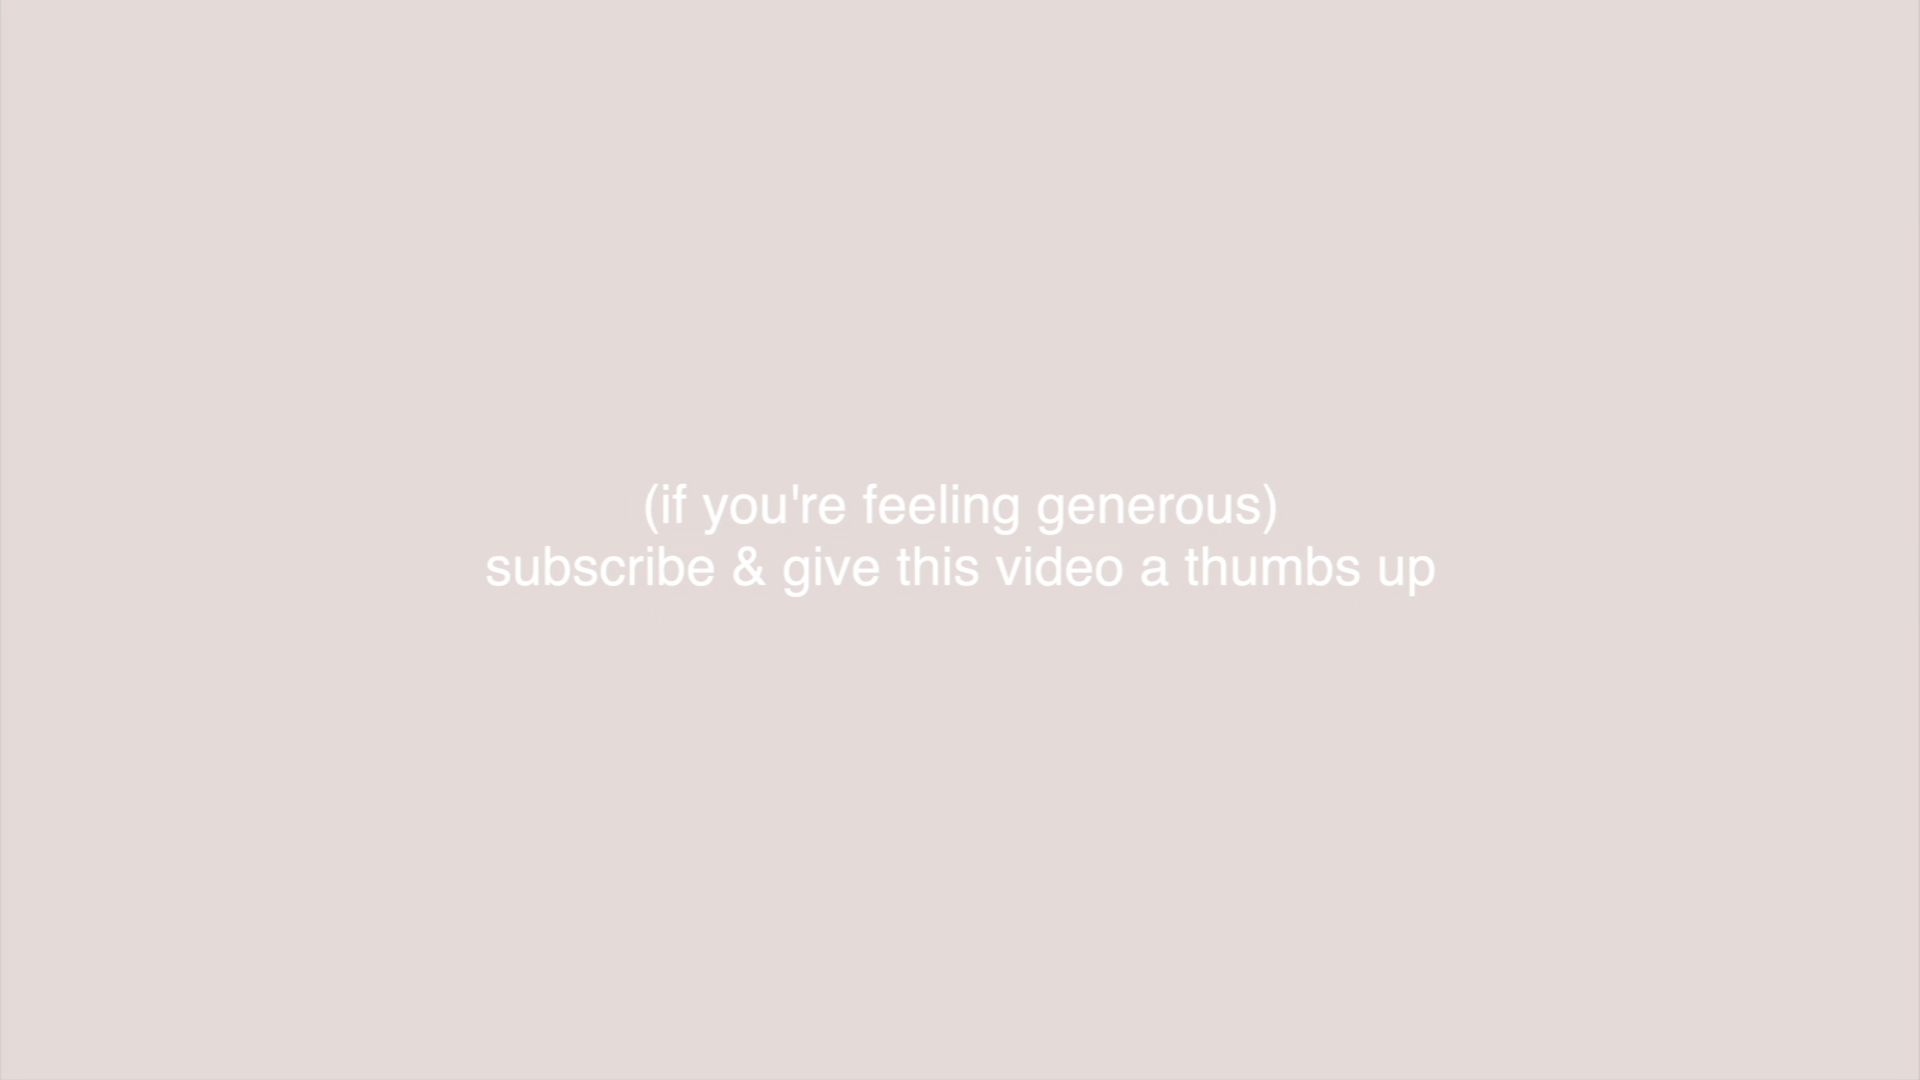 (if you're feeling generous)
subscribe & give this video a thumbs up